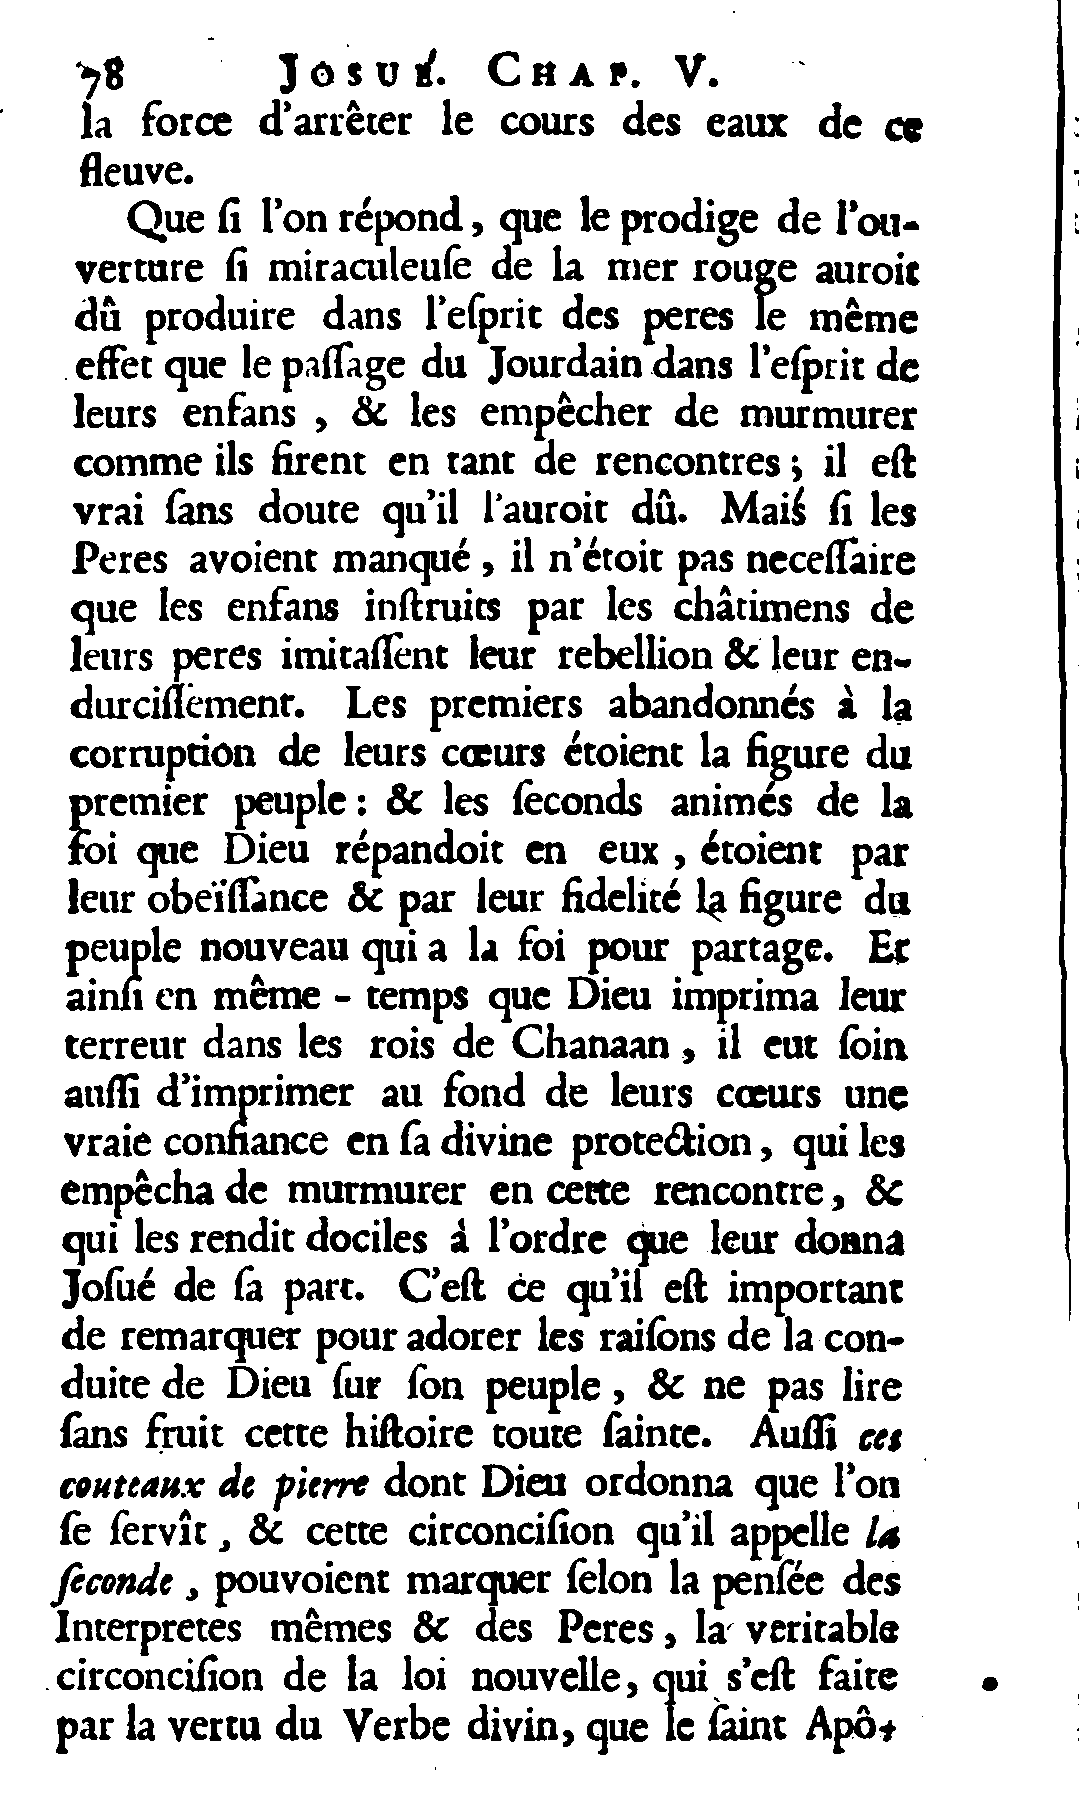 78 JOSUÉ. CHAP. V.
la force d'arrêter le cours des eaux de ce
fleuve.
Que ſi l'on répond, que le prodige de l'ou-
verture ſi miraculeuſe de la mer rouge auroit
dû produire dans l'eſprit des peres le même
effet que le paſſage du Jourdain dans l'eſprit de
leurs enfans, & les empêcher de murmurer
comme ils firent en tant de rencontres; il eſt
vrai ſans doute qu'il l'auroit dû. Mais ſi les
Peres avoient manqué, il n'étoit pas neceſſaire
que les enfans inſtruits par les châtimens de
leurs peres imitaſſent leur rebellion & leur en-
durciſſement. Les premiers abandonnés à la
corruption de leurs cœurs étoient la figure du
premier peuple: & les ſeconds animés de la
foi que Dieu répandoit en eux, étoient par
leur obeïſſance & par leur fidelité la figure du
peuple nouveau qui a la foi pour partage. Et
ainſi en même-temps que Dieu imprima leur
terreur dans les rois de Chanaan, il eut ſoin
auſſi d'imprimer au fond de leurs cœurs une
vraie confiance en ſa divine protection, qui les
empêcha de murmurer en cette rencontre, &
qui les rendit dociles à l'ordre que leur donna
Joſué de ſa part. C'eſt ce qu'il eſt important
de remarquer pour adorer les raiſons de la con-
duite de Dieu ſur ſon peuple, & ne pas lire
ſans fruit cette hiſtoire toute ſainte. Auſſi ces
couteaux de pierre dont Dieu ordonna que l'on
ſe ſervît, & cette circonciſion qu'il appelle la
ſeconde, pouvoient marquer ſelon la penſée des
Interpretes mêmes & des Peres, la veritable
circonciſion de la loi nouvelle, qui s'eſt faite
par la vertu du Verbe divin, que le ſaint Apô-